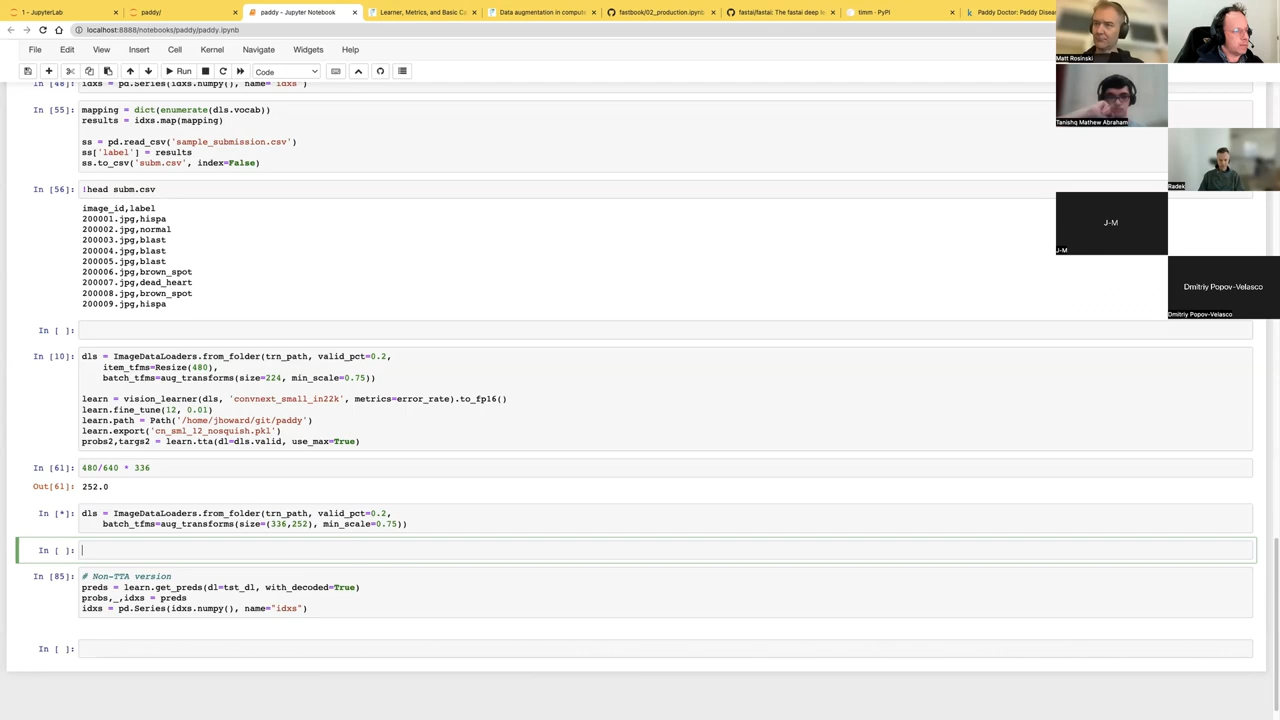 1 - JupyterLab
paddy/
paddy - Jupyter Notebook
Learner, Metrics, and Basic C
Data augmentation in comput
fastbook/02_production.ipynb
fastai/fastai: The fastai deep le
timm - PyPI
Paddy Doctor: Paddy Disea
localhost:8888/notebooks/paddy/paddy.ipynb
File Edit View Insert Cell Kernel Navigate Widgets Help
Run
Code
In [48]: idxs = pd.Series(idxs.numpy(), name="idxs")
In [55]: mapping = dict(enumerate(dls.vocab))
results = idxs.map(mapping)
ss = pd.read_csv('sample_submission.csv')
ss['label'] = results
ss.to_csv('subm.csv', index=False)
In [56]: !head subm.csv
image_id,label
200001.jpg,hispa
200002.jpg,normal
200003.jpg,blast
200004.jpg,blast
200005.jpg,blast
200006.jpg,brown_spot
200007.jpg,dead_heart
200008.jpg,brown_spot
200009.jpg,hispa
In [ ]:
In [10]: dls = ImageDataLoaders.from_folder(trn_path, valid_pct=0.2,
item_tfms=Resize(480),
batch_tfms=aug_transforms(size=224, min_scale=0.75))
learn = vision_learner(dls, 'convnext_small_in22k', metrics=error_rate).to_fp16()
learn.fine_tune(12, 0.01)
learn.path = Path('/home/jhoward/git/paddy')
learn.export('cn_sml_12_nosquish.pkl')
probs2,targs2 = learn.tta(dl=dls.valid, use_max=True)
In [61]: 480/640 * 336
Out[61]: 252.0
In [*]: dls = ImageDataLoaders.from_folder(trn_path, valid_pct=0.2,
batch_tfms=aug_transforms(size=(336,252), min_scale=0.75))
In [ ]:
In [85]: # Non-TTA version
preds = learn.get_preds(dl=tst_dl, with_decoded=True)
probs,_,idxs = preds
idxs = pd.Series(idxs.numpy(), name="idxs")
In [ ]:
Matt Rosinski
Tanishq Mathew Abraham
Radek
J-M
J-M
Dmitriy Popov-Velasco
Dmitriy Popov-Velasco